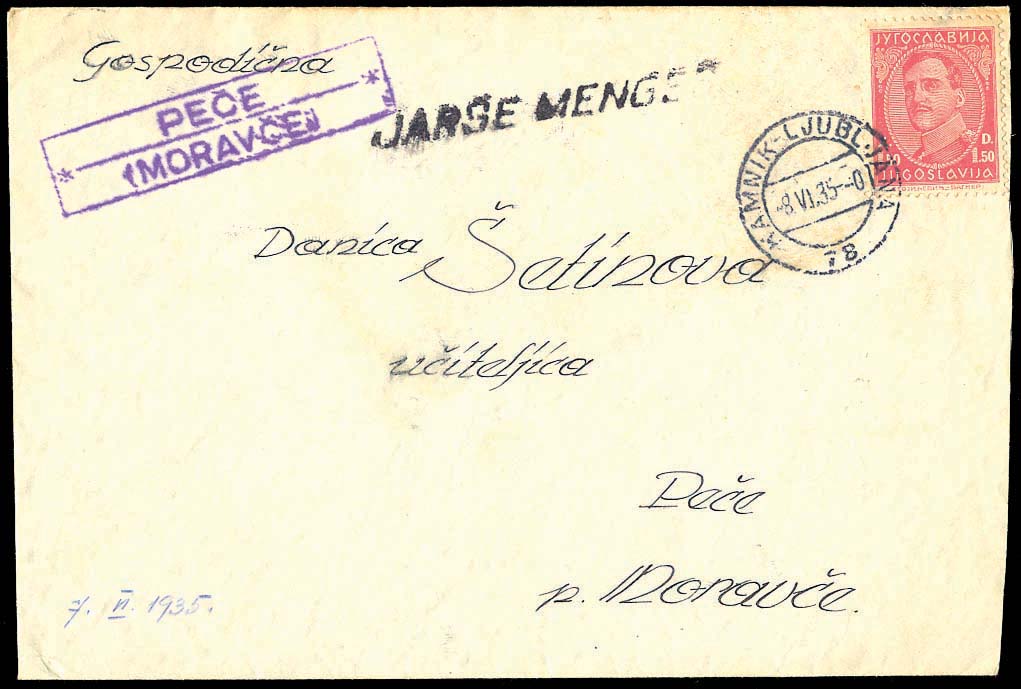 Gospodična
* PEČE *
(MORAVČE)
JARŠE MENGEŠ
ЈУГОСЛАВИЈА
D.
1.50
JUGOSLAVIJA
KAMNIK-LJUBLJANA
-8.VI.35--0
78
Danica Šetinova
učiteljica
Peče
p. Moravče.
7. VI. 1935.